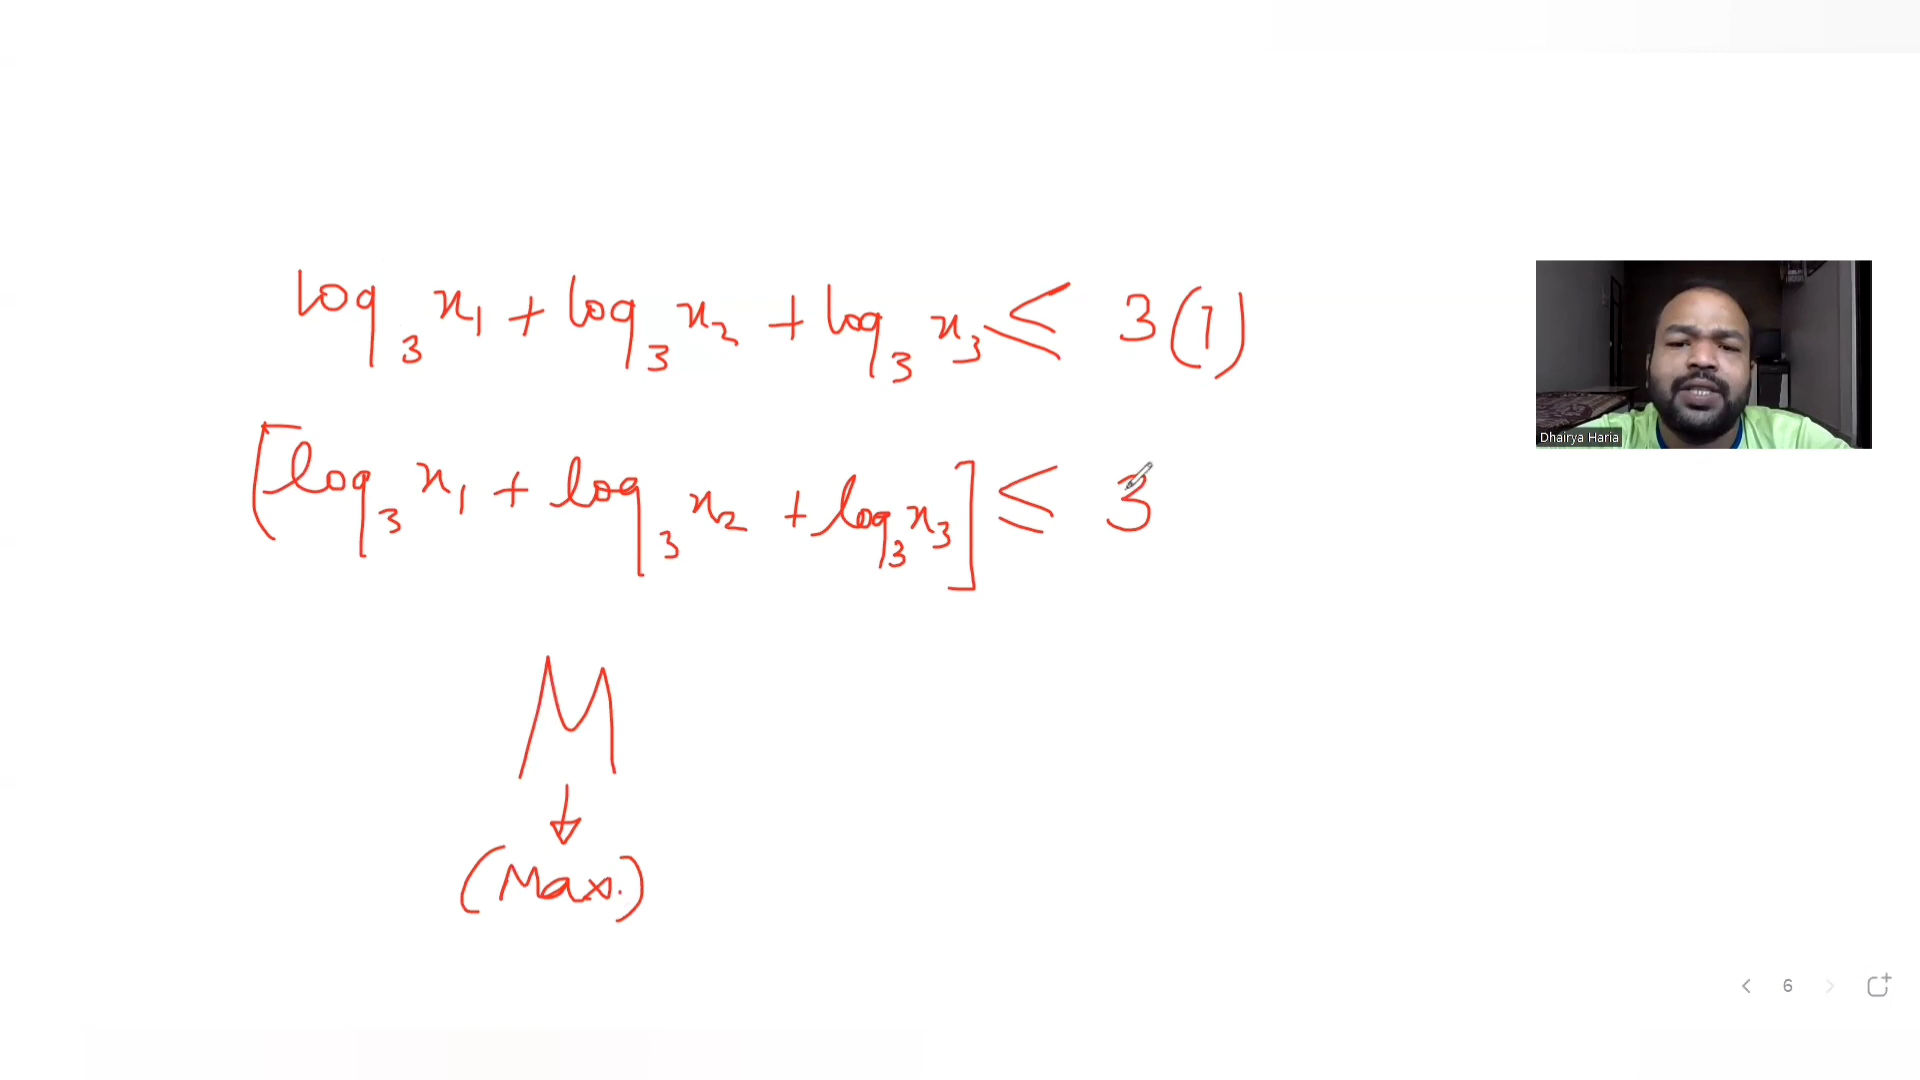 log₃ x₁ + log₃ x₂ + log₃ x₃ ≤ 3(1)
[log₃ x₁ + log₃ x₂ + log₃ x₃] ≤ 3
M
↓
(Max.)
Dhairya Haria
< 6 >